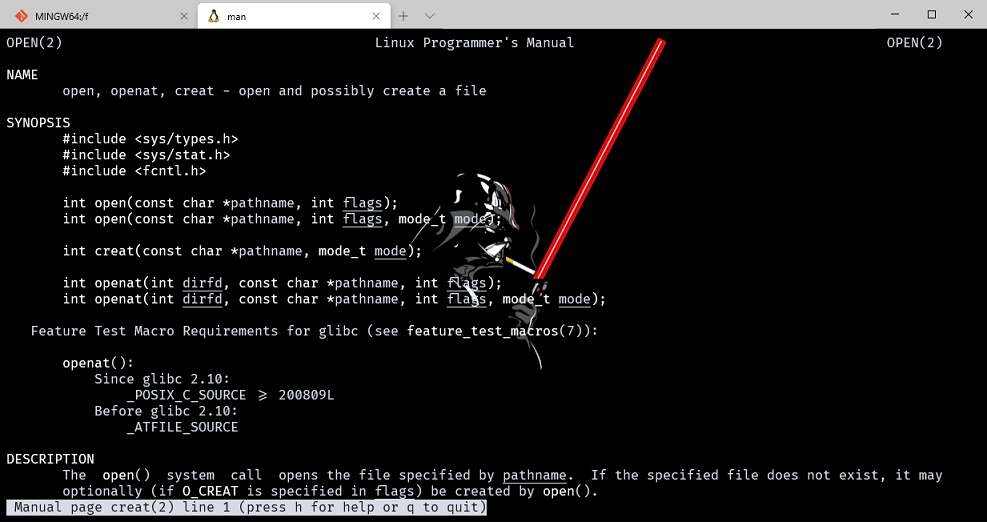 MINGW64:/f
man
OPEN(2) Linux Programmer's Manual OPEN(2)
NAME
open, openat, creat - open and possibly create a file
SYNOPSIS
#include <sys/types.h>
#include <sys/stat.h>
#include <fcntl.h>
int open(const char *pathname, int flags);
int open(const char *pathname, int flags, mode_t mode);
int creat(const char *pathname, mode_t mode);
int openat(int dirfd, const char *pathname, int flags);
int openat(int dirfd, const char *pathname, int flags, mode_t mode);
Feature Test Macro Requirements for glibc (see feature_test_macros(7)):
openat():
Since glibc 2.10:
_POSIX_C_SOURCE ≥ 200809L
Before glibc 2.10:
_ATFILE_SOURCE
DESCRIPTION
The open() system call opens the file specified by pathname. If the specified file does not exist, it may
optionally (if O_CREAT is specified in flags) be created by open().
Manual page creat(2) line 1 (press h for help or q to quit)